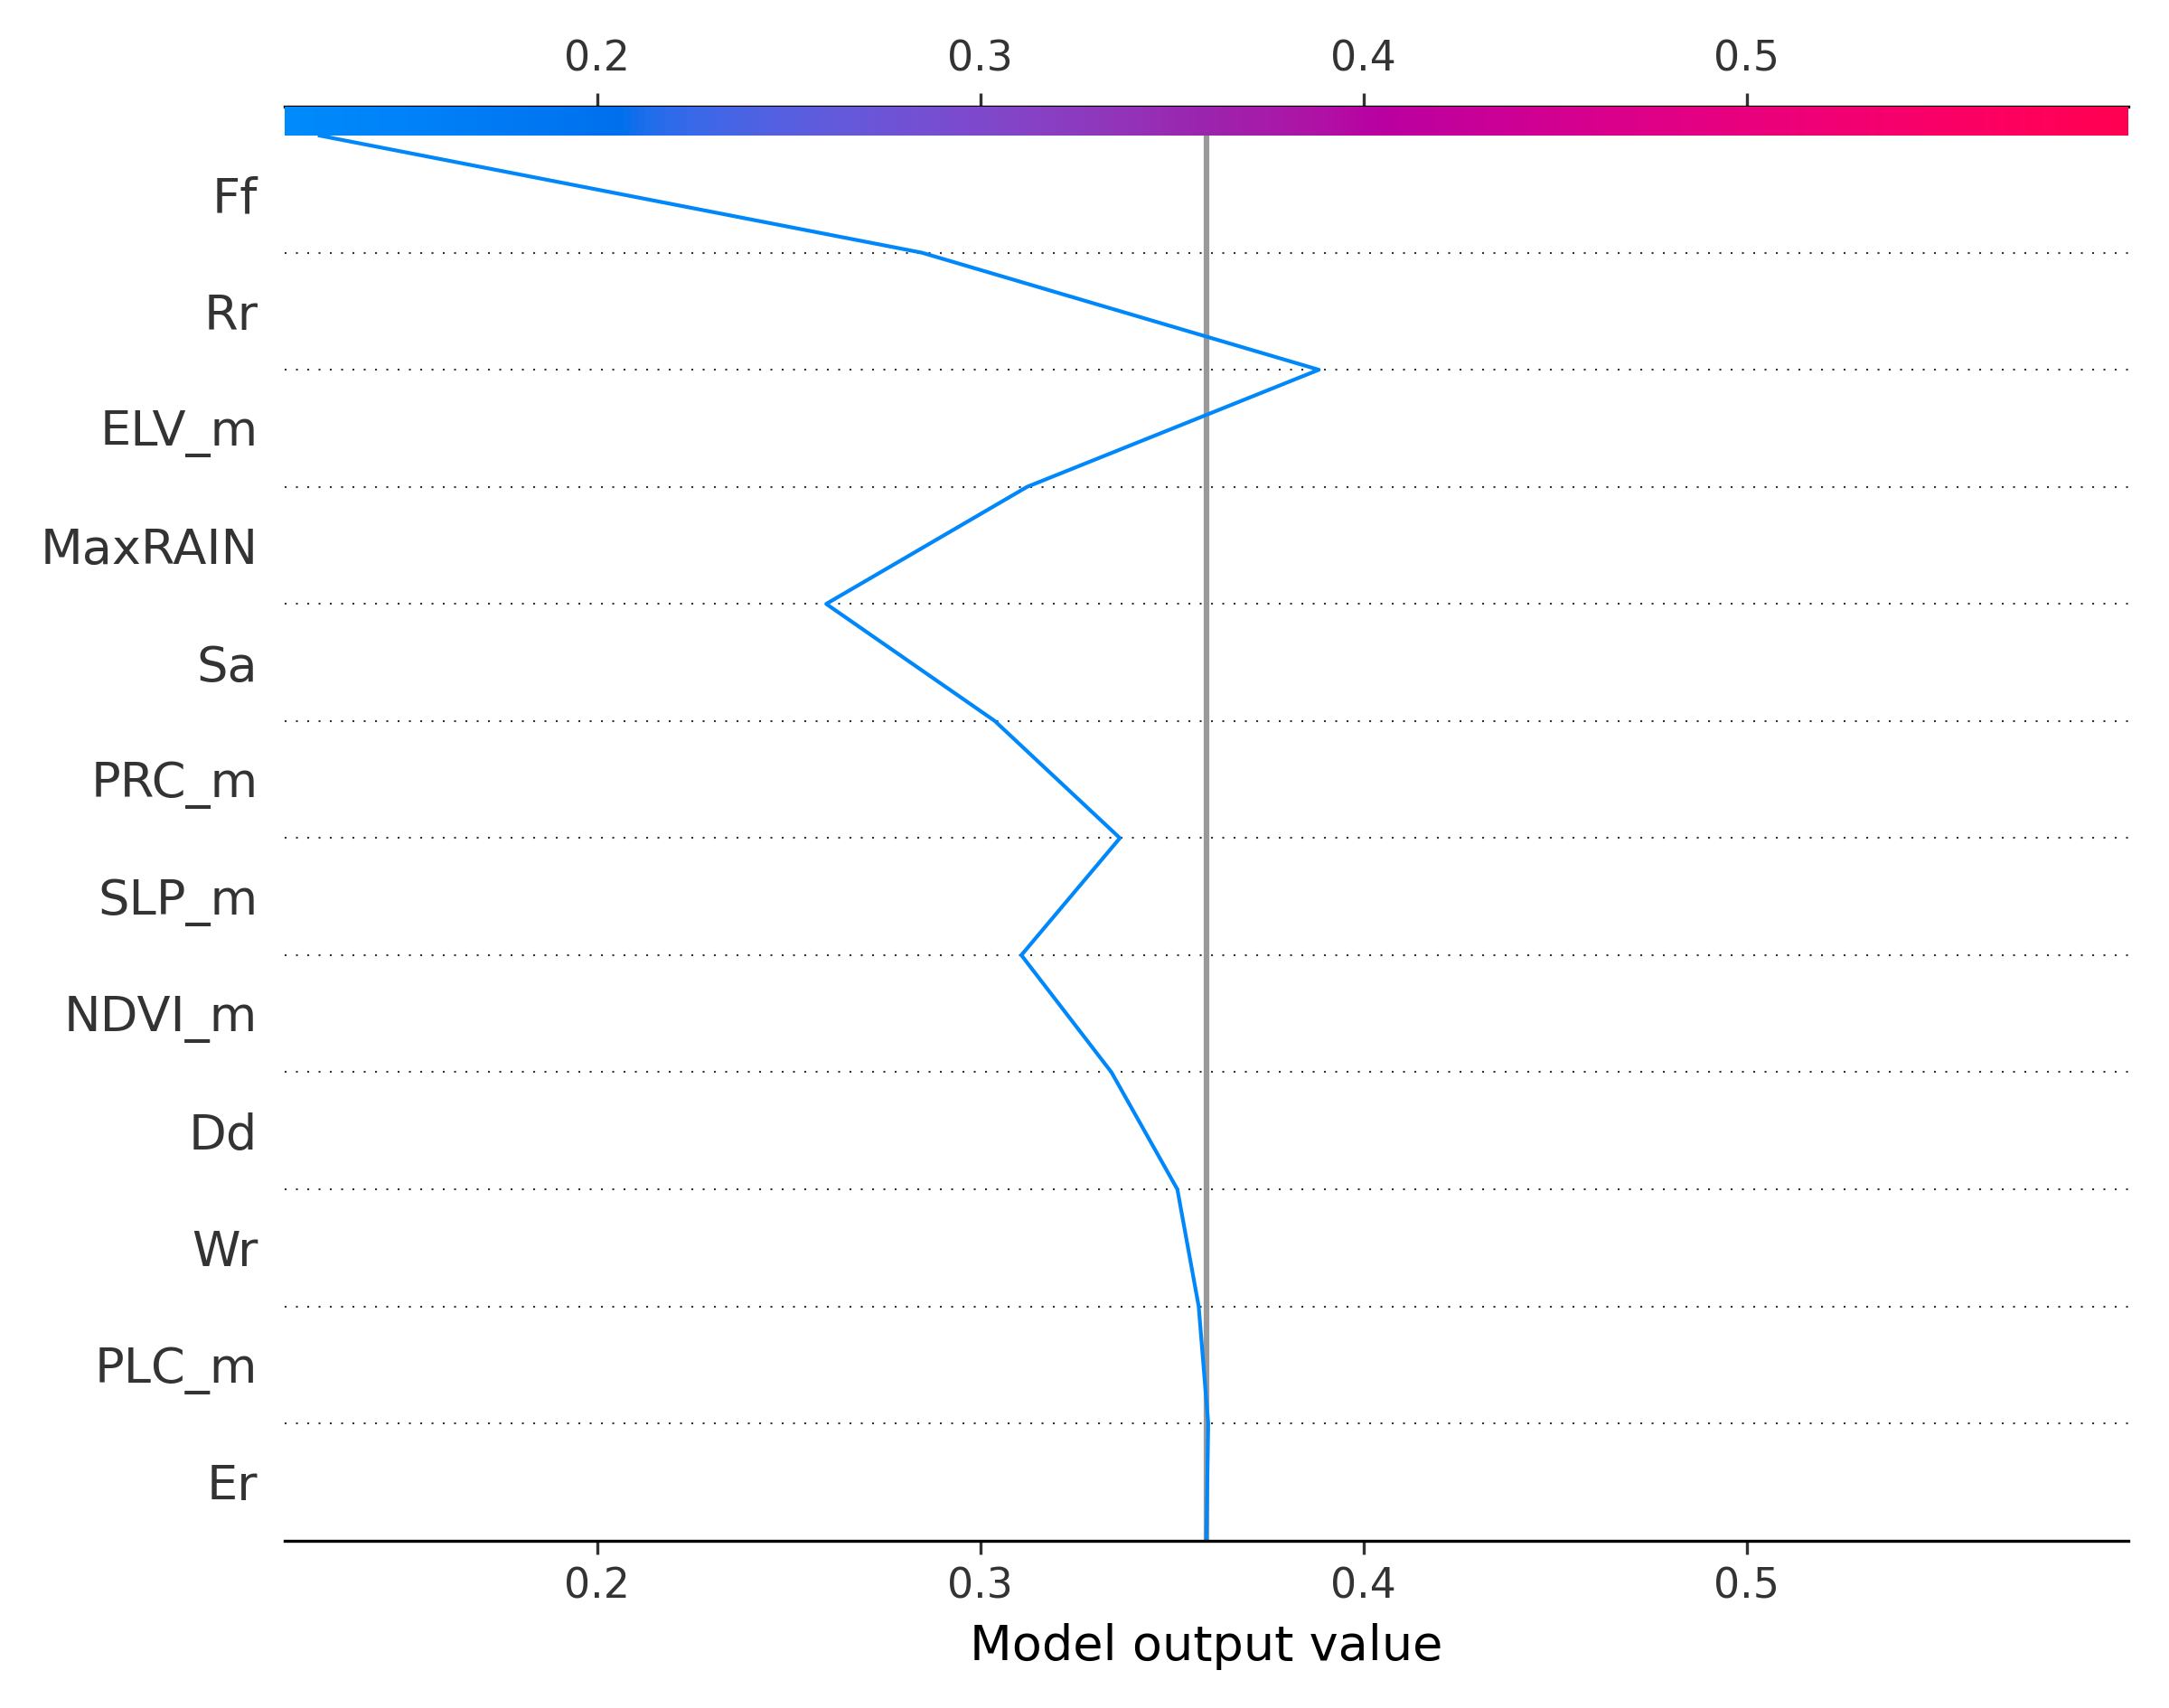 0.2 0.3 0.4 0.5
Ff
Rr
ELV_m
MaxRAIN
Sa
PRC_m
SLP_m
NDVI_m
Dd
Wr
PLC_m
Er
0.2 0.3 0.4 0.5
Model output value